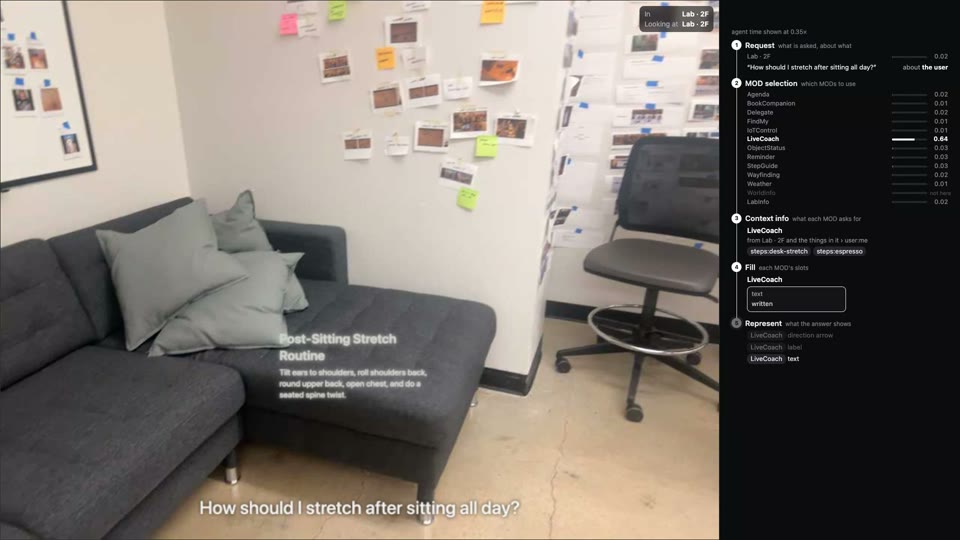 In Lab · 2F
Looking at Lab · 2F
Post-Sitting Stretch
Routine
Tilt ears to shoulders, roll shoulders back,
round upper back, open chest, and do a
seated spine twist.
How should I stretch after sitting all day?
agent time shown at 0.35×
1 Request what is asked, about what
Lab · 2F 0.02
"How should I stretch after sitting all day?" about the user
2 MOD selection which MODs to use
Agenda 0.02
BookCompanion 0.01
Delegate 0.02
FindMy 0.01
IoTControl 0.01
LiveCoach 0.64
ObjectStatus 0.03
Reminder 0.03
StepGuide 0.03
Wayfinding 0.02
Weather 0.01
WorldInfo not here
LabInfo 0.02
3 Context info what each MOD asks for
LiveCoach
from Lab · 2F and the things in it › user:me
steps:desk-stretch steps:espresso
4 Fill each MOD's slots
LiveCoach
text
written
5 Represent what the answer shows
LiveCoach direction arrow
LiveCoach label
LiveCoach text